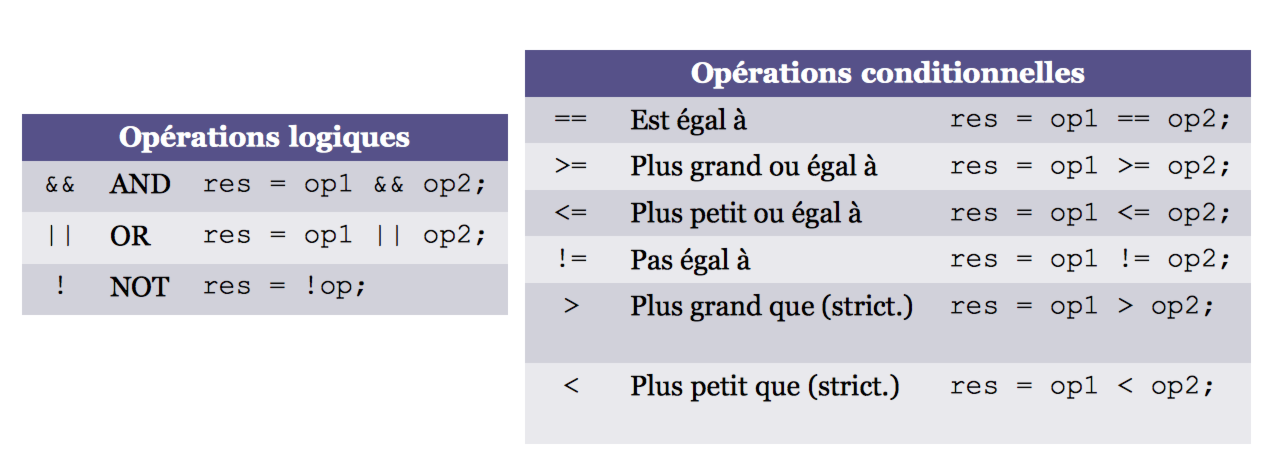 Opérations logiques
&& AND res = op1 && op2;
|| OR res = op1 || op2;
! NOT res = !op;
Opérations conditionnelles
== Est égal à res = op1 == op2;
>= Plus grand ou égal à res = op1 >= op2;
<= Plus petit ou égal à res = op1 <= op2;
!= Pas égal à res = op1 != op2;
> Plus grand que (strict.) res = op1 > op2;
< Plus petit que (strict.) res = op1 < op2;